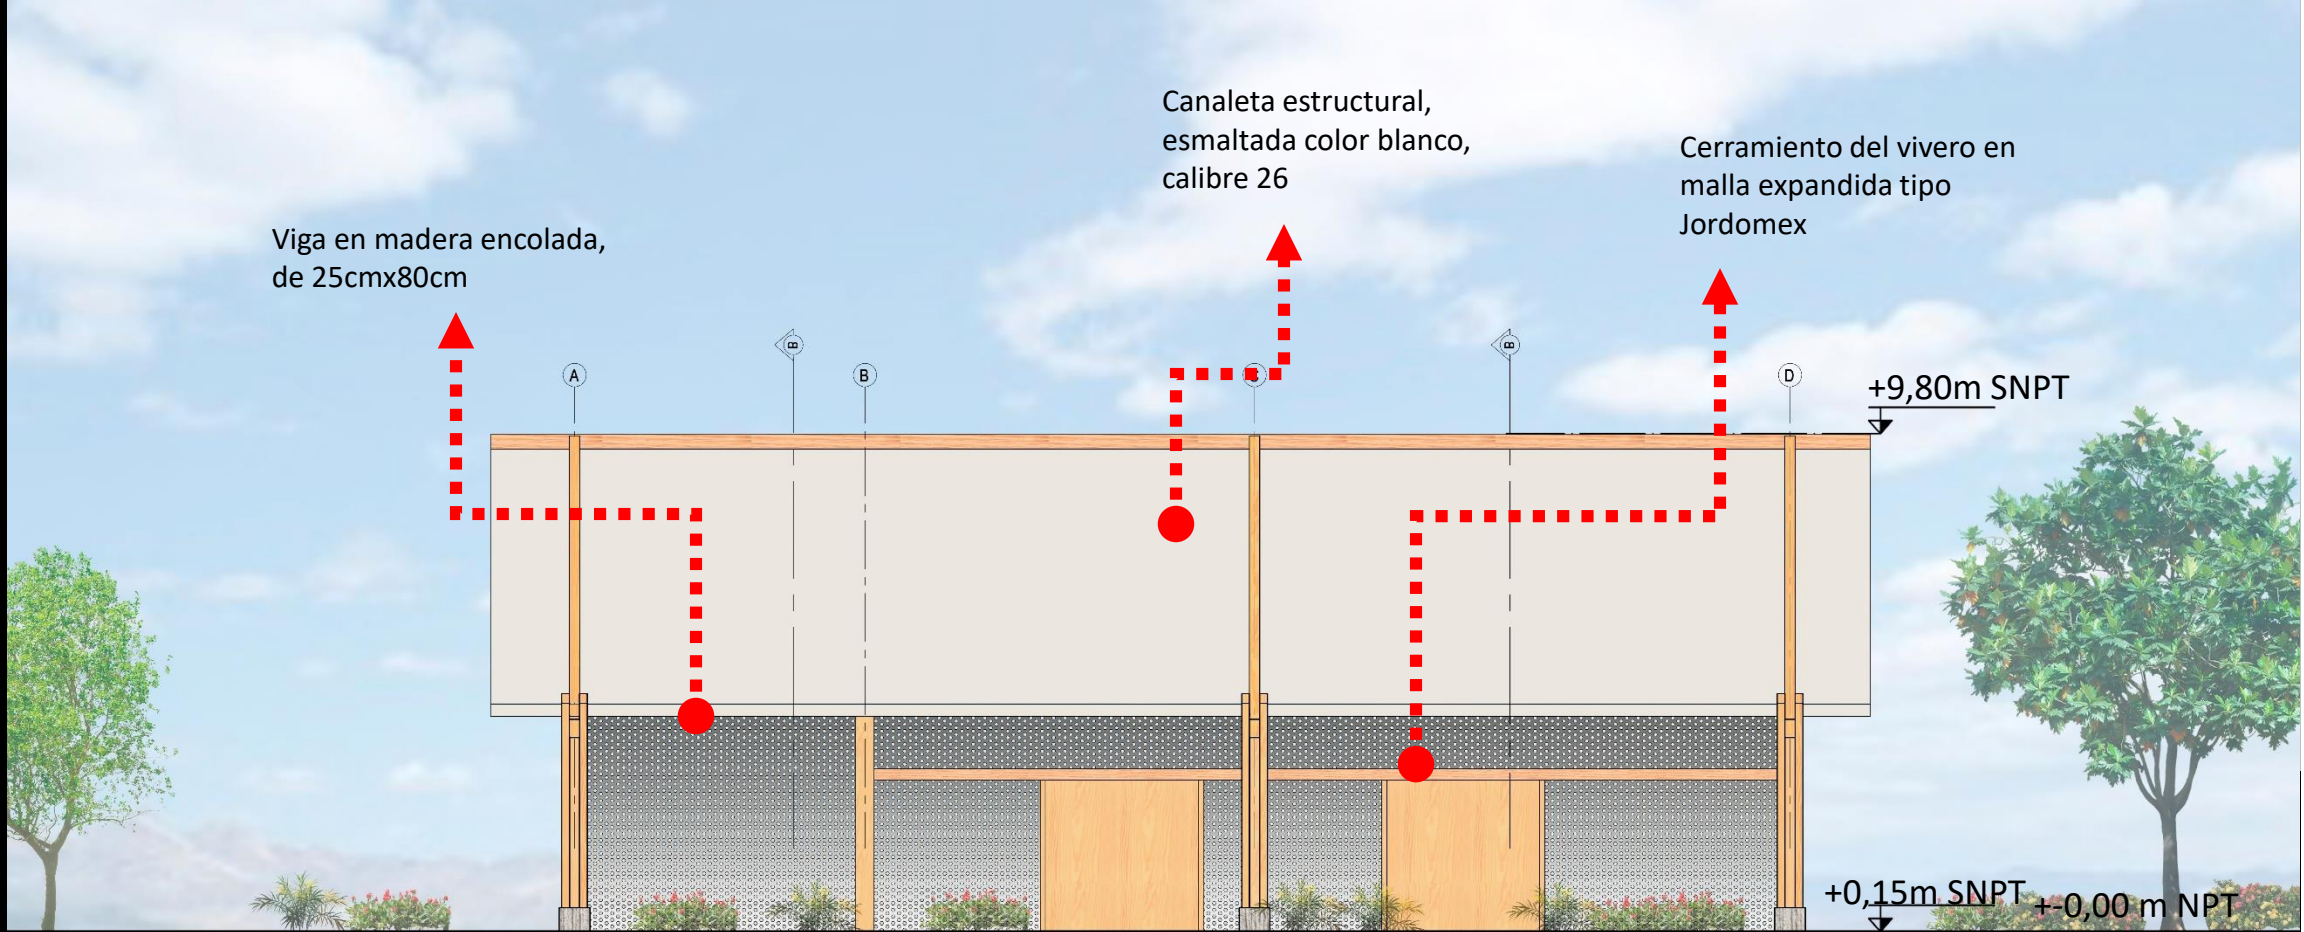 Canaleta estructural,
esmaltada color blanco,
calibre 26
Cerramiento del vivero en
malla expandida tipo
Jordomex
Viga en madera encolada,
de 25cmx80cm
B
B
A
B
D
+9,80m SNPT
+0,15m SNPT
+-0,00 m NPT